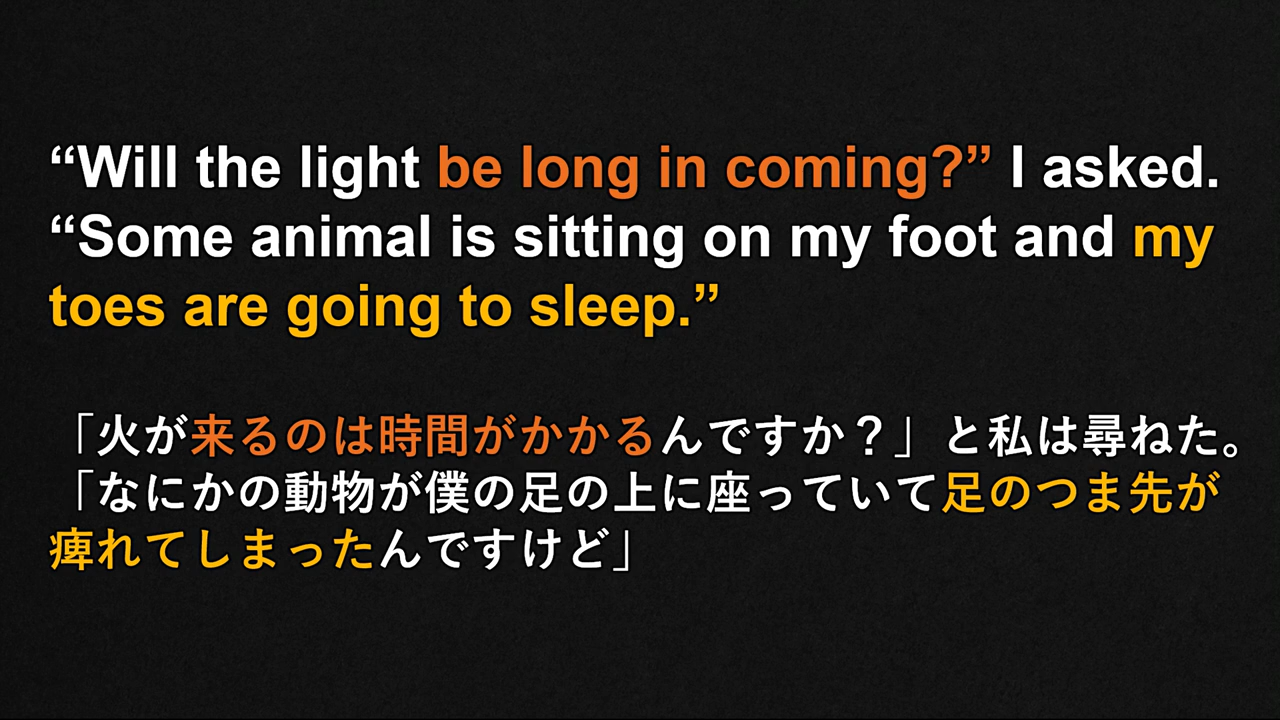 “Will the light be long in coming?” I asked.
“Some animal is sitting on my foot and my
toes are going to sleep.”
「火が来るのは時間がかかるんですか？」と私は尋ねた。
「なにかの動物が僕の足の上に座っていて足のつま先が
痺れてしまったんですけど」